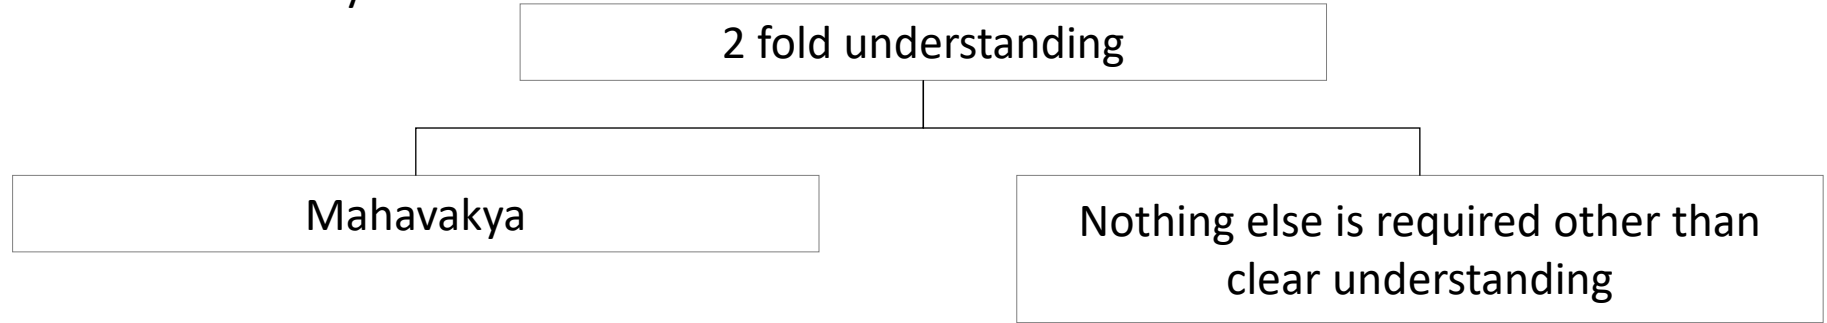 2 fold understanding
Mahavakya
Nothing else is required other than
clear understanding